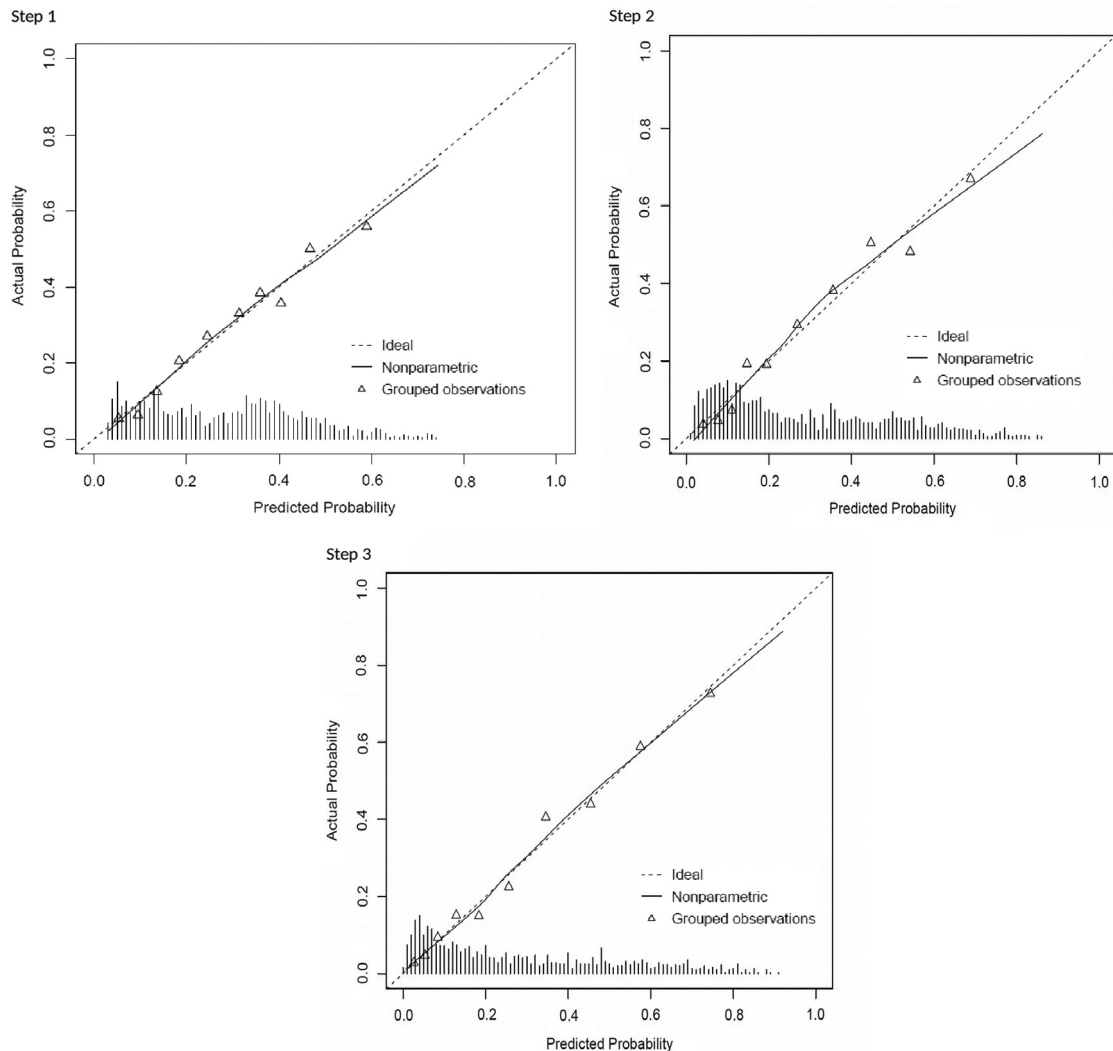 Step 1
1.0
0.8
0.6
0.4
0.2
0.0
Actual Probability
Ideal
Nonparametric
Grouped observations
0.0 0.2 0.4 0.6 0.8 1.0
Predicted Probability
Step 2
1.0
0.8
0.6
0.4
0.2
0.0
Actual Probability
Ideal
Nonparametric
Grouped observations
0.0 0.2 0.4 0.6 0.8 1.0
Predicted Probability
Step 3
1.0
0.8
0.6
0.4
0.2
0.0
Actual Probability
Ideal
Nonparametric
Grouped observations
0.0 0.2 0.4 0.6 0.8 1.0
Predicted Probability